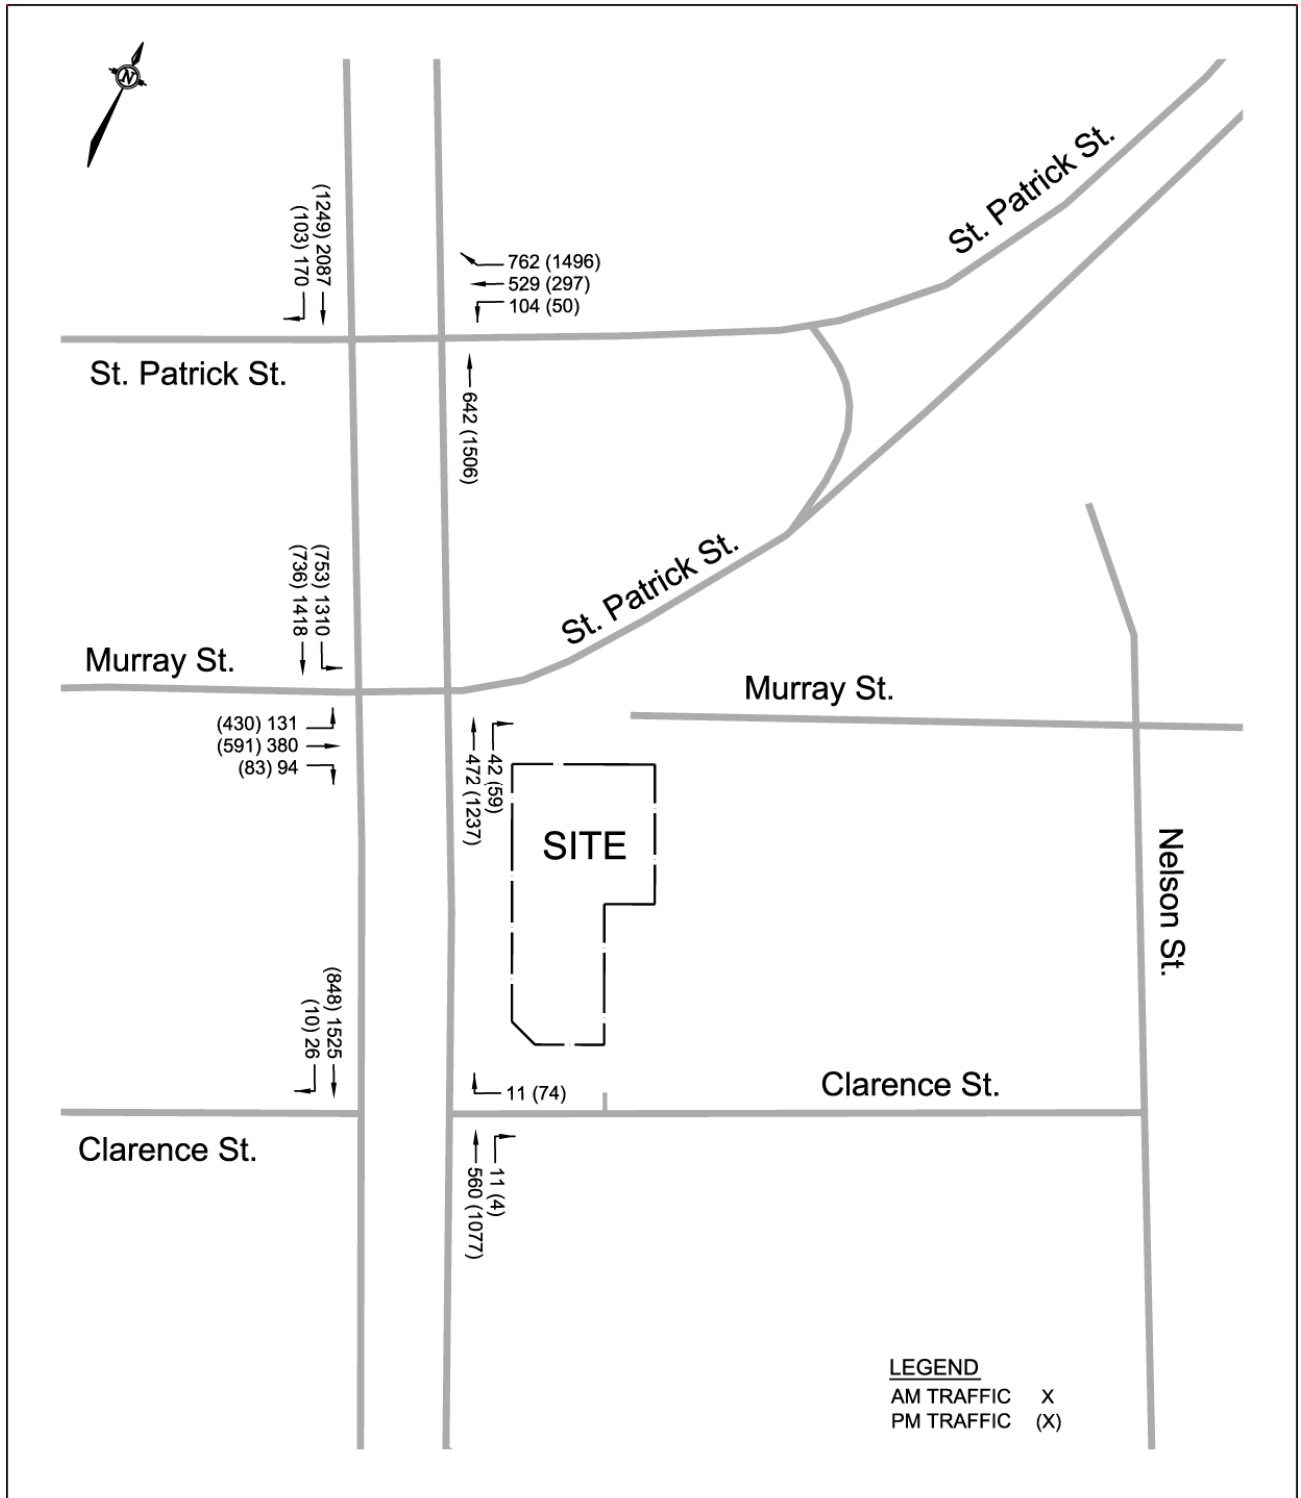 N
(1249) 2087
(103) 170
762 (1496)
529 (297)
104 (50)
St. Patrick St.
St. Patrick St.
642 (1506)
(753) 1310
(736) 1418
St. Patrick St.
Murray St.
Murray St.
(430) 131
(591) 380
(83) 94
42 (59)
472 (1237)
SITE
Nelson St.
(848) 1525
(10) 26
11 (74)
Clarence St.
Clarence St.
11 (4)
560 (1077)
LEGEND
AM TRAFFIC X
PM TRAFFIC (X)